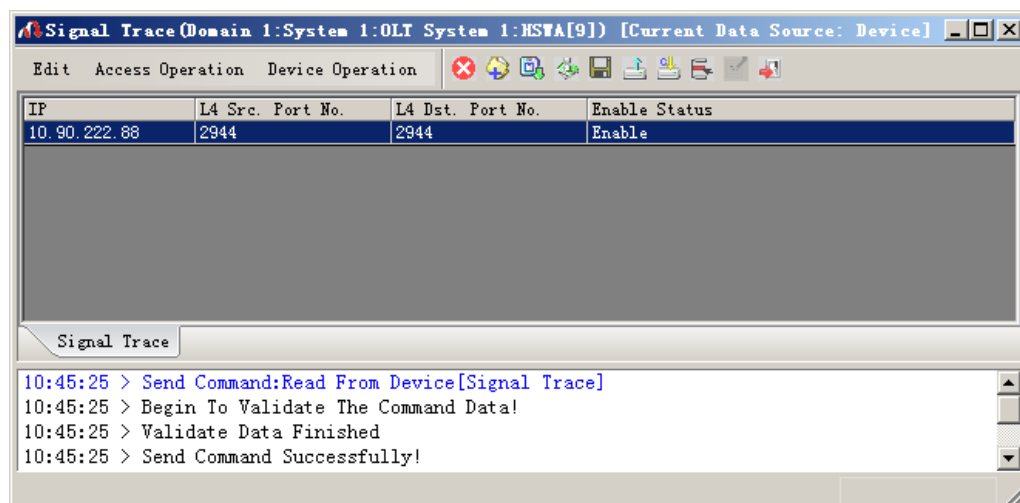 Signal Trace(Domain 1:System 1:OLT System 1:HSWA[9]) [Current Data Source: Device]
Edit Access Operation Device Operation
IP L4 Src. Port No. L4 Dst. Port No. Enable Status
10.90.222.88 2944 2944 Enable
Signal Trace
10:45:25 > Send Command:Read From Device[Signal Trace]
10:45:25 > Begin To Validate The Command Data!
10:45:25 > Validate Data Finished
10:45:25 > Send Command Successfully!